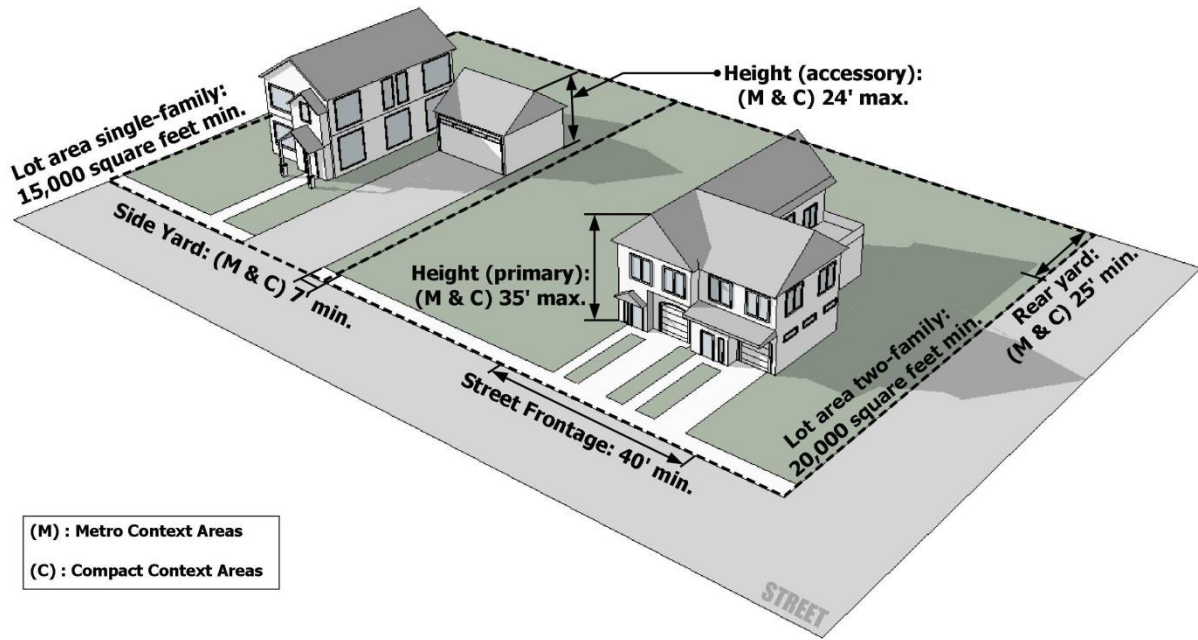 Height (accessory):
(M & C) 24' max.
Lot area single-family:
15,000 square feet min.
Side Yard: (M & C) 7' min.
Height (primary):
(M & C) 35' max.
Rear yard:
(M & C) 25' min.
Lot area two-family:
20,000 square feet min.
Street Frontage: 40' min.
(M) : Metro Context Areas
(C) : Compact Context Areas
STREET